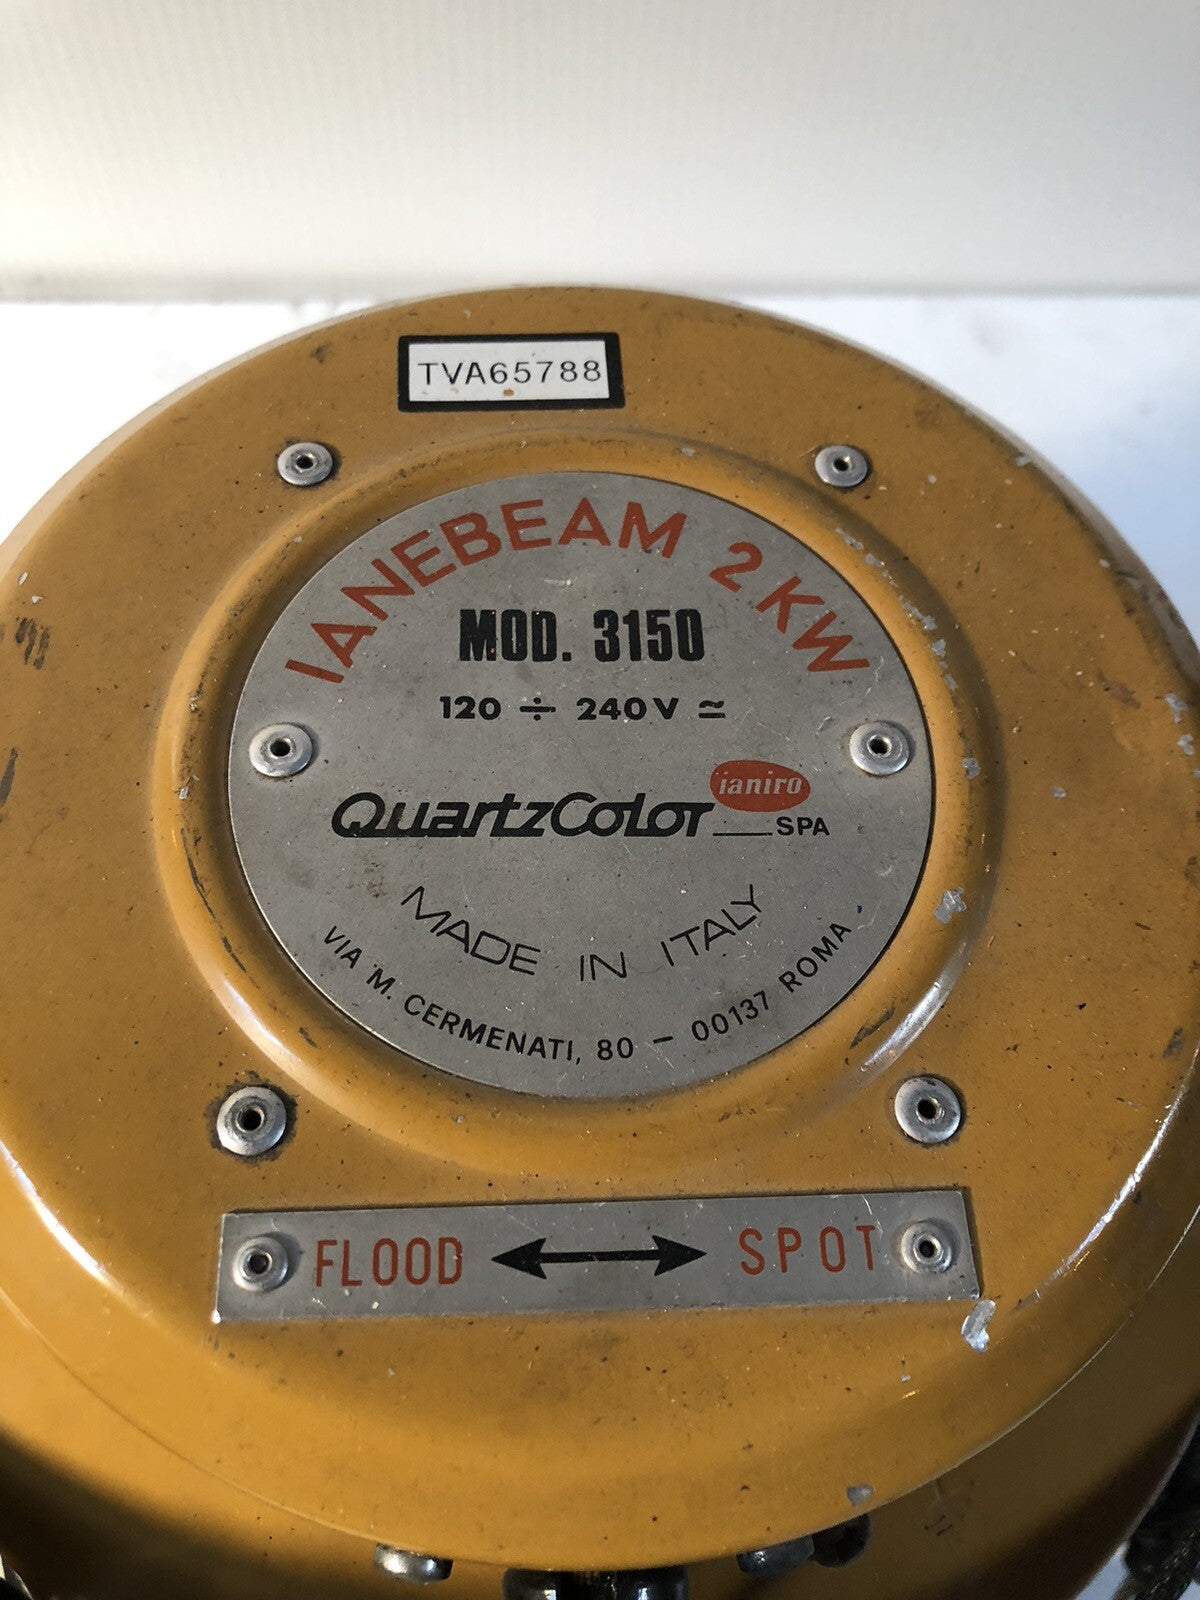 TVA65788
IANEBEAM 2KW
MOD. 3150
120 ÷ 240V ≃
ianiro
QuartzColor SPA
MADE IN ITALY
VIA M. CERMENATI, 80 - 00137 ROMA
FLOOD ↔ SPOT